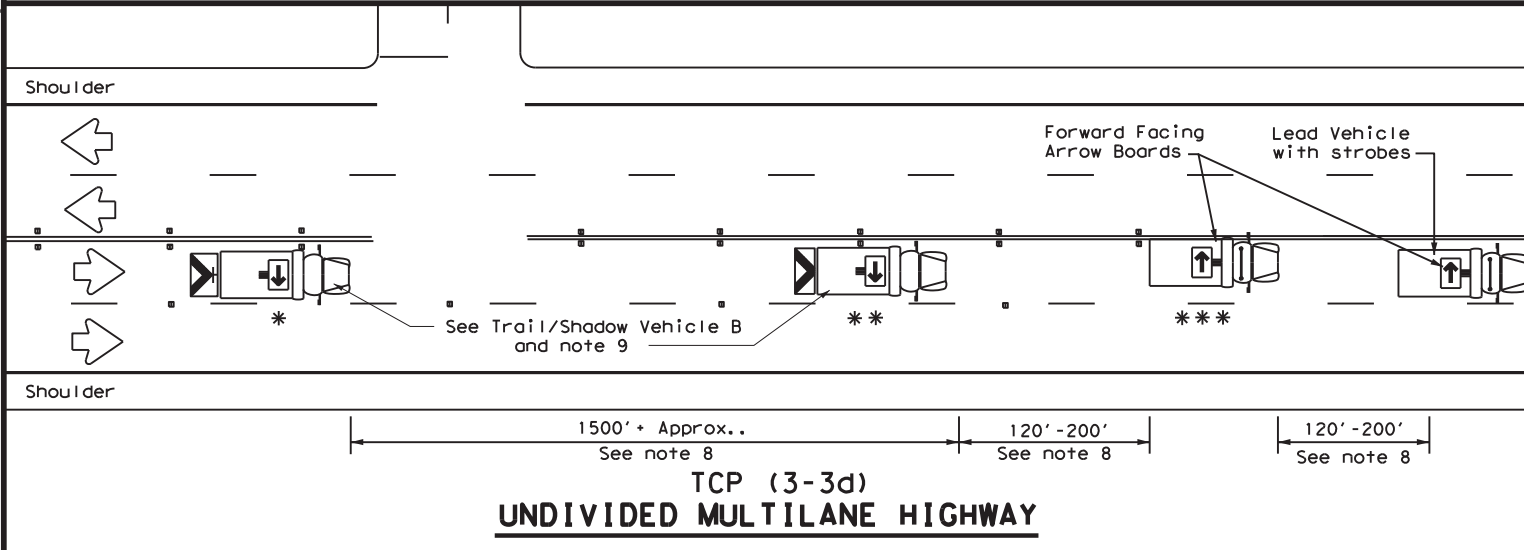 Shoulder
Forward Facing
Arrow Boards
Lead Vehicle
with strobes
*
* *
* * *
See Trail/Shadow Vehicle B
and note 9
Shoulder
1500'+ Approx..
See note 8
120'-200'
See note 8
120'-200'
See note 8
TCP (3-3d)
UNDIVIDED MULTILANE HIGHWAY